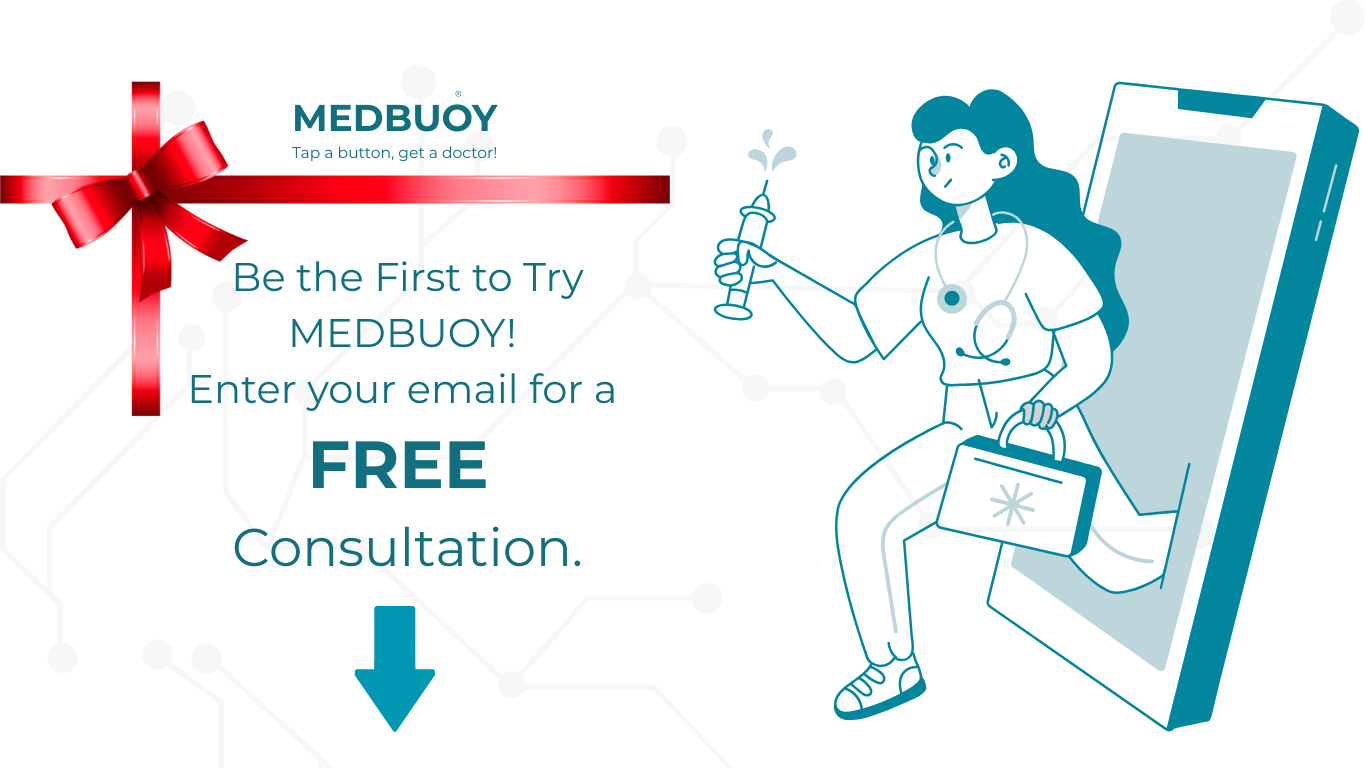 MEDBUOY®
Tap a button, get a doctor!
Be the First to Try
MEDBUOY!
Enter your email for a
FREE
Consultation.